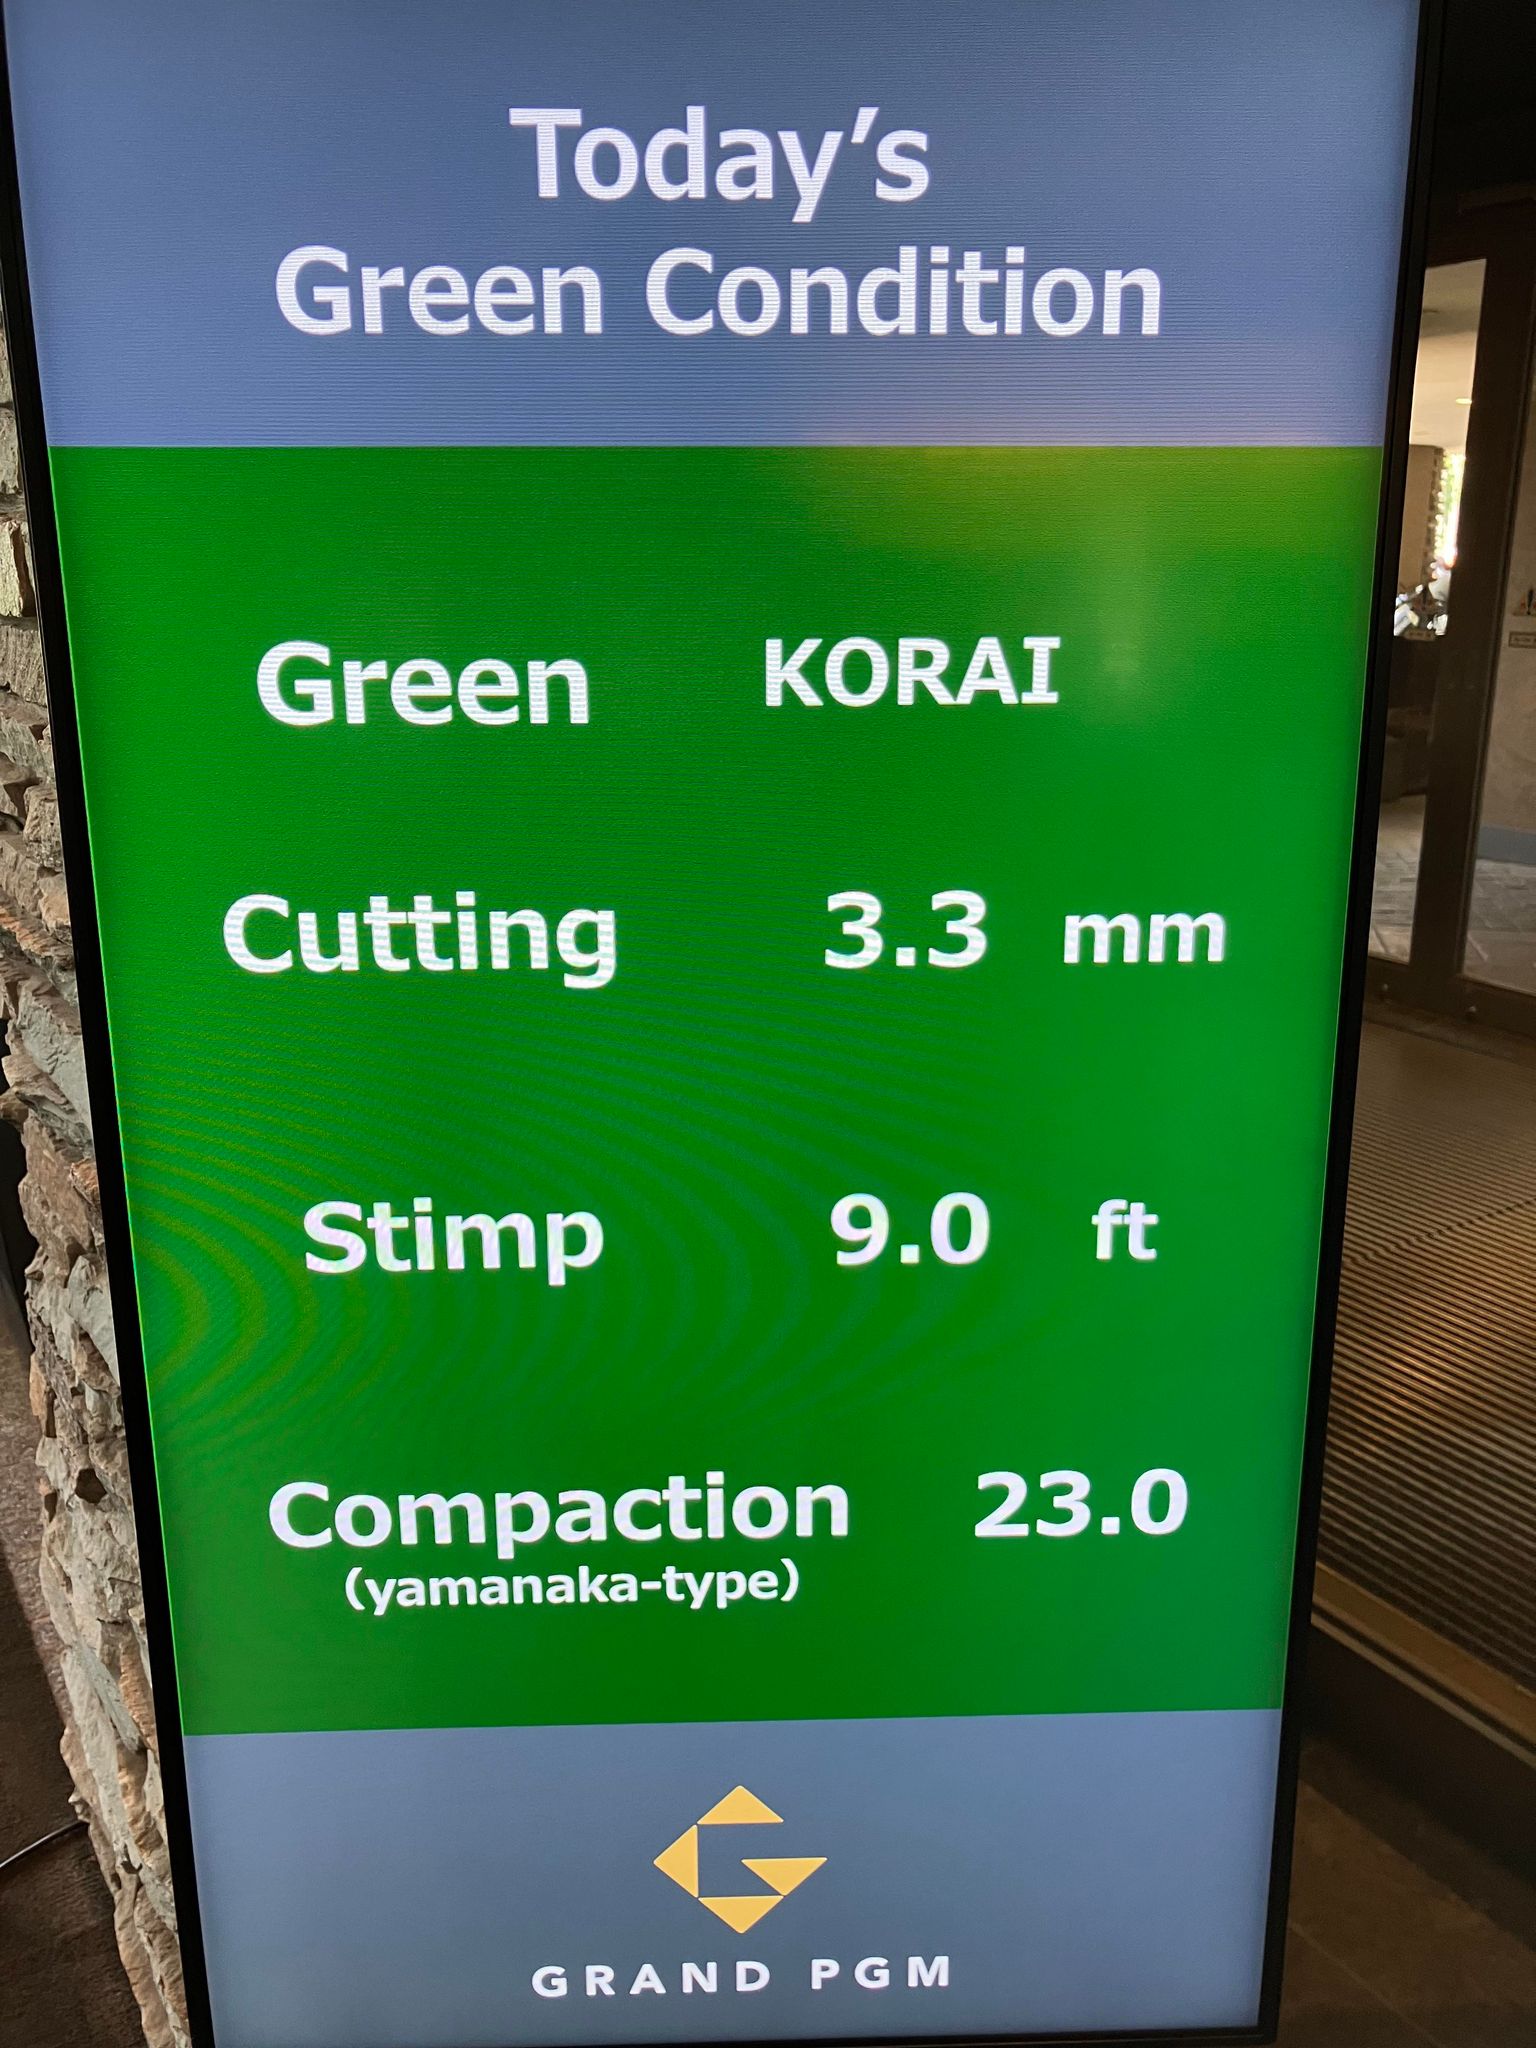 Today’s
Green Condition
Green KORAI
Cutting 3.3 mm
Stimp 9.0 ft
Compaction 23.0
(yamanaka-type)
GRAND PGM